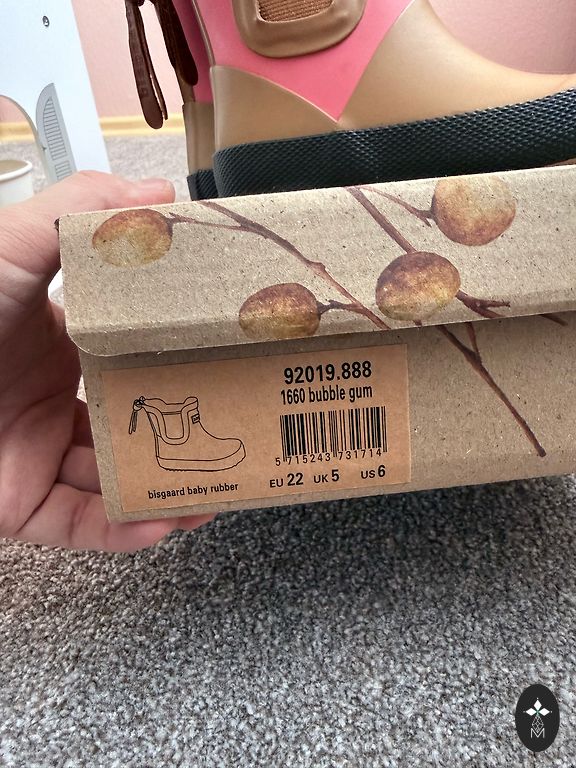 92019.888
1660 bubble gum
5 715243 731714
bisgaard baby rubber
EU 22 UK 5 US 6
M